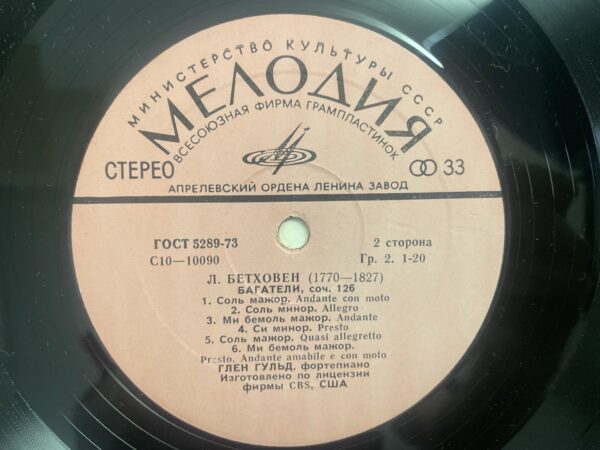 МИНИСТЕРСТВО КУЛЬТУРЫ СССР
МЕЛОДИЯ
ВСЕСОЮЗНАЯ ФИРМА ГРАМПЛАСТИНОК
СТЕРЕО
33
АПРЕЛЕВСКИЙ ОРДЕНА ЛЕНИНА ЗАВОД
ГОСТ 5289-73
2 сторона
С10—10090
Гр. 2. 1-20
Л. БЕТХОВЕН (1770—1827)
БАГАТЕЛИ, соч. 126
1. Соль мажор. Andante con moto
2. Соль минор. Allegro
3. Ми бемоль мажор. Andante
4. Си минор. Presto
5. Соль мажор. Quasi allegretto
6. Ми бемоль мажор.
Presto. Andante amabile e con moto
ГЛЕН ГУЛЬД, фортепиано
Изготовлено по лицензии
фирмы CBS, США